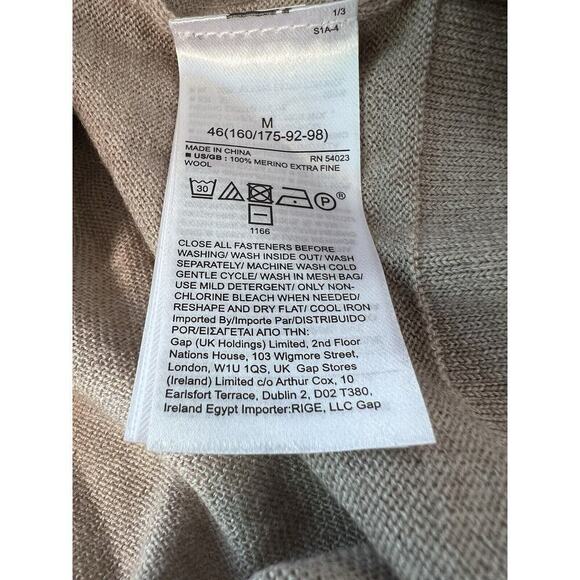 1/3
S1A-4
M
46(160/175-92-98)
MADE IN CHINA RN 54023
■ US/GB : 100% MERINO EXTRA FINE
WOOL
30 P ®
1166
CLOSE ALL FASTENERS BEFORE
WASHING/ WASH INSIDE OUT/ WASH
SEPARATELY/ MACHINE WASH COLD
GENTLE CYCLE/ WASH IN MESH BAG/
USE MILD DETERGENT/ ONLY NON-
CHLORINE BLEACH WHEN NEEDED/
RESHAPE AND DRY FLAT/ COOL IRON
Imported By/Importe Par/DISTRIBUIDO
POR/ΕΙΣΑΓΕΤΑΙ ΑΠΟ ΤΗΝ:
Gap (UK Holdings) Limited, 2nd Floor
Nations House, 103 Wigmore Street,
London, W1U 1QS, UK Gap Stores
(Ireland) Limited c/o Arthur Cox, 10
Earlsfort Terrace, Dublin 2, D02 T380,
Ireland Egypt Importer:RIGE, LLC Gap